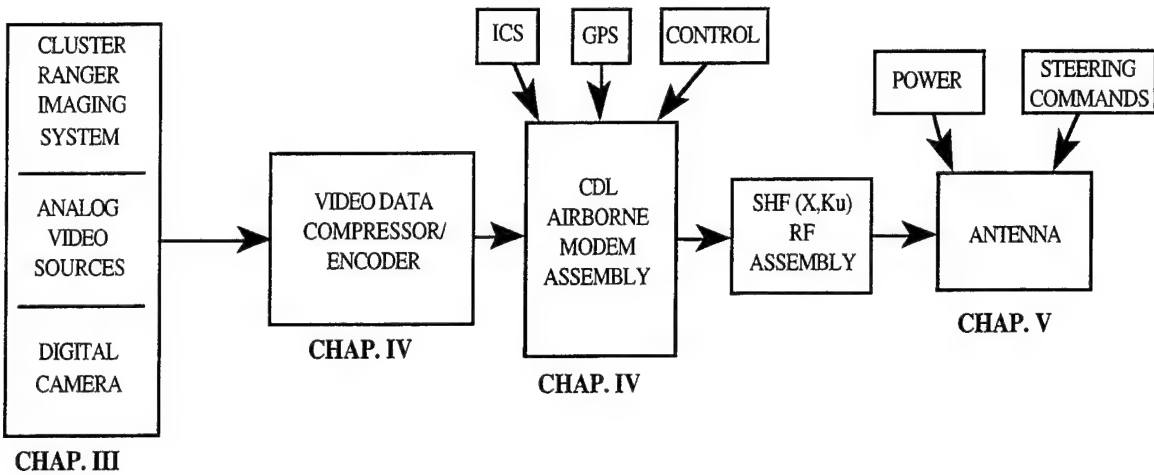 CLUSTER
RANGER
IMAGING
SYSTEM
ANALOG
VIDEO
SOURCES
DIGITAL
CAMERA
CHAP. III
VIDEO DATA
COMPRESSOR/
ENCODER
CHAP. IV
ICS
GPS
CONTROL
CDL
AIRBORNE
MODEM
ASSEMBLY
CHAP. IV
SHF (X,Ku)
RF
ASSEMBLY
POWER
STEERING
COMMANDS
ANTENNA
CHAP. V